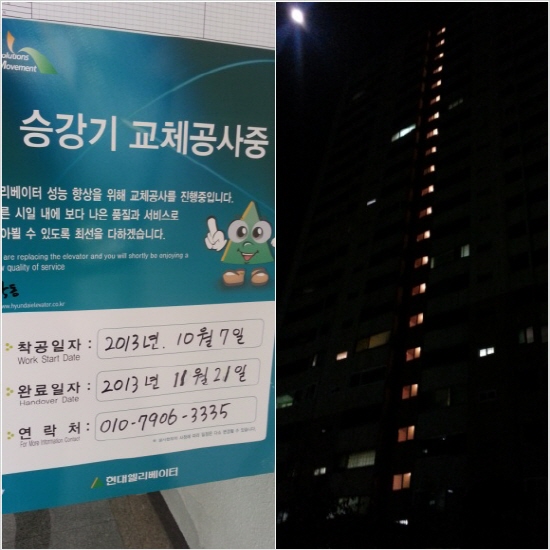 olutions
Movement
승강기 교체공사중
리베이터 성능 향상을 위해 교체공사를 진행중입니다.
른 시일 내에 보다 나은 품질과 서비스로
아뵐 수 있도록 최선을 다하겠습니다.
are replacing the elevator and you will shortly be enjoying a
quality of service
www.hyundaielevator.co.kr
착공일자 : 2013년. 10월 7일
Work Start Date
완료일자 : 2013년 11월 21일
Handover Date
연락처 : 010-7906-3335
For More Information Contact
현대엘리베이터